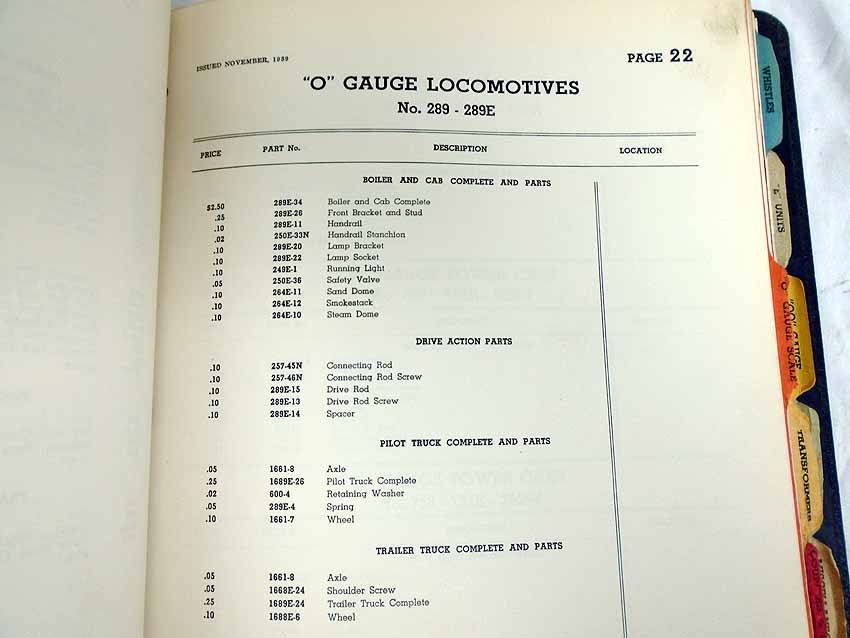 ISSUED NOVEMBER, 1939
PAGE 22
"O" GAUGE LOCOMOTIVES
No. 289 - 289E
PRICE PART No. DESCRIPTION LOCATION
BOILER AND CAB COMPLETE AND PARTS
$2.50 289E-34 Boiler and Cab Complete
.25 289E-26 Front Bracket and Stud
.10 289E-11 Handrail
.02 250E-33N Handrail Stanchion
.10 289E-20 Lamp Bracket
.10 289E-22 Lamp Socket
.10 249E-1 Running Light
.05 250E-36 Safety Valve
.10 264E-11 Sand Dome
.10 264E-12 Smokestack
.10 264E-10 Steam Dome
DRIVE ACTION PARTS
.10 257-45N Connecting Rod
.10 257-46N Connecting Rod Screw
.10 289E-15 Drive Rod
.10 289E-13 Drive Rod Screw
.10 289E-14 Spacer
PILOT TRUCK COMPLETE AND PARTS
.05 1661-8 Axle
.25 1689E-26 Pilot Truck Complete
.02 600-4 Retaining Washer
.05 289E-4 Spring
.10 1661-7 Wheel
TRAILER TRUCK COMPLETE AND PARTS
.05 1661-8 Axle
.05 1668E-24 Shoulder Screw
.25 1689E-24 Trailer Truck Complete
.10 1688E-6 Wheel
WHISTLES
UNITS
"OO" GAUGE
GAUGE SCALE
TRANSFORMERS